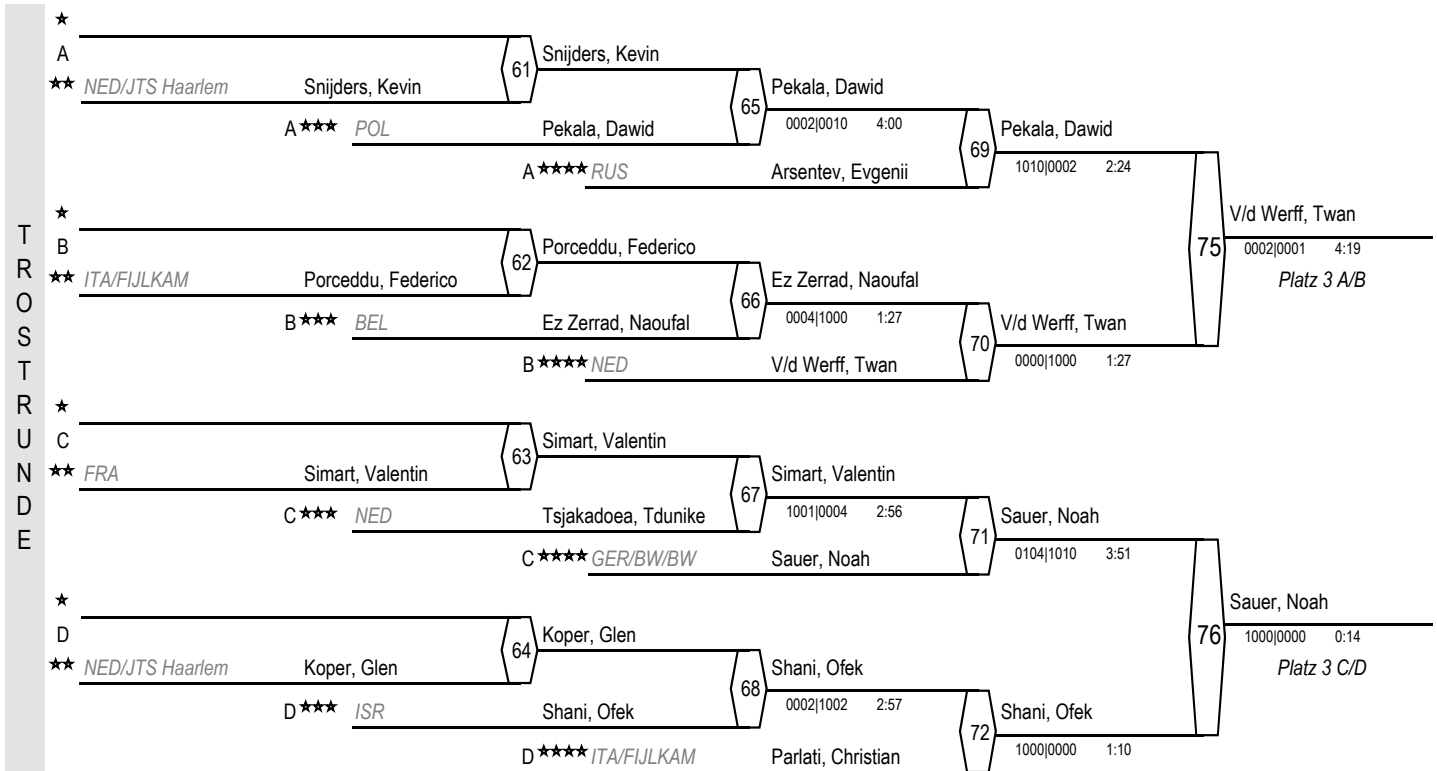 TROSTRUNDE
A
61
Snijders, Kevin
NED/JTS Haarlem Snijders, Kevin
65
Pekala, Dawid
0002|0010 4:00
A POL Pekala, Dawid
69
Pekala, Dawid
1010|0002 2:24
A RUS Arsentev, Evgenii
75
V/d Werff, Twan
0002|0001 4:19
Platz 3 A/B
B
62
Porceddu, Federico
ITA/FIJLKAM Porceddu, Federico
66
Ez Zerrad, Naoufal
0004|1000 1:27
B BEL Ez Zerrad, Naoufal
70
V/d Werff, Twan
0000|1000 1:27
B NED V/d Werff, Twan
C
63
Simart, Valentin
FRA Simart, Valentin
67
Simart, Valentin
1001|0004 2:56
C NED Tsjakadoea, Tdunike
71
Sauer, Noah
0104|1010 3:51
C GER/BW/BW Sauer, Noah
76
Sauer, Noah
1000|0000 0:14
Platz 3 C/D
D
64
Koper, Glen
NED/JTS Haarlem Koper, Glen
68
Shani, Ofek
0002|1002 2:57
D ISR Shani, Ofek
72
Shani, Ofek
1000|0000 1:10
D ITA/FIJLKAM Parlati, Christian